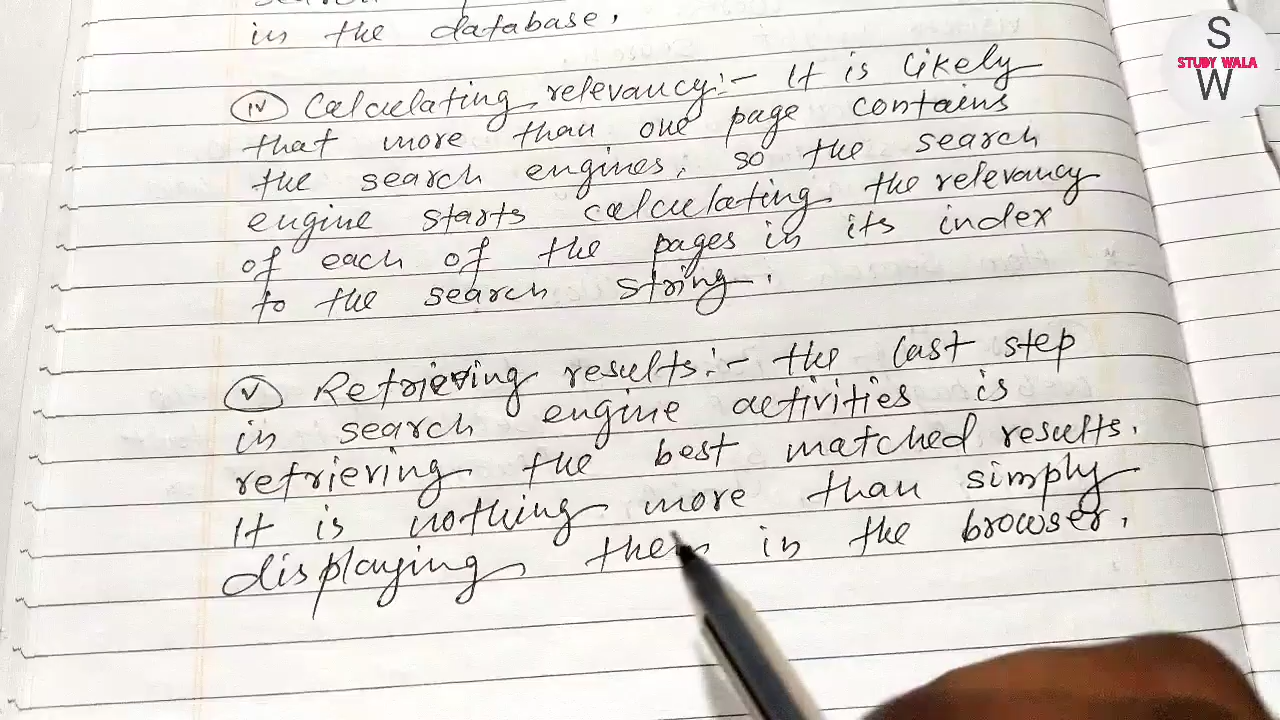 in the database.
(iv) Calculating relevancy:- It is likely
that more than one page contains
the search engines, so the search
engine starts calculating the relevancy
of each of the pages in its index
to the search string.
(v) Retrieving results:- the last step
in search engine activities is
retrieving the best matched results.
It is nothing more than simply
displaying them in the browser.
S
STUDY WALA
W